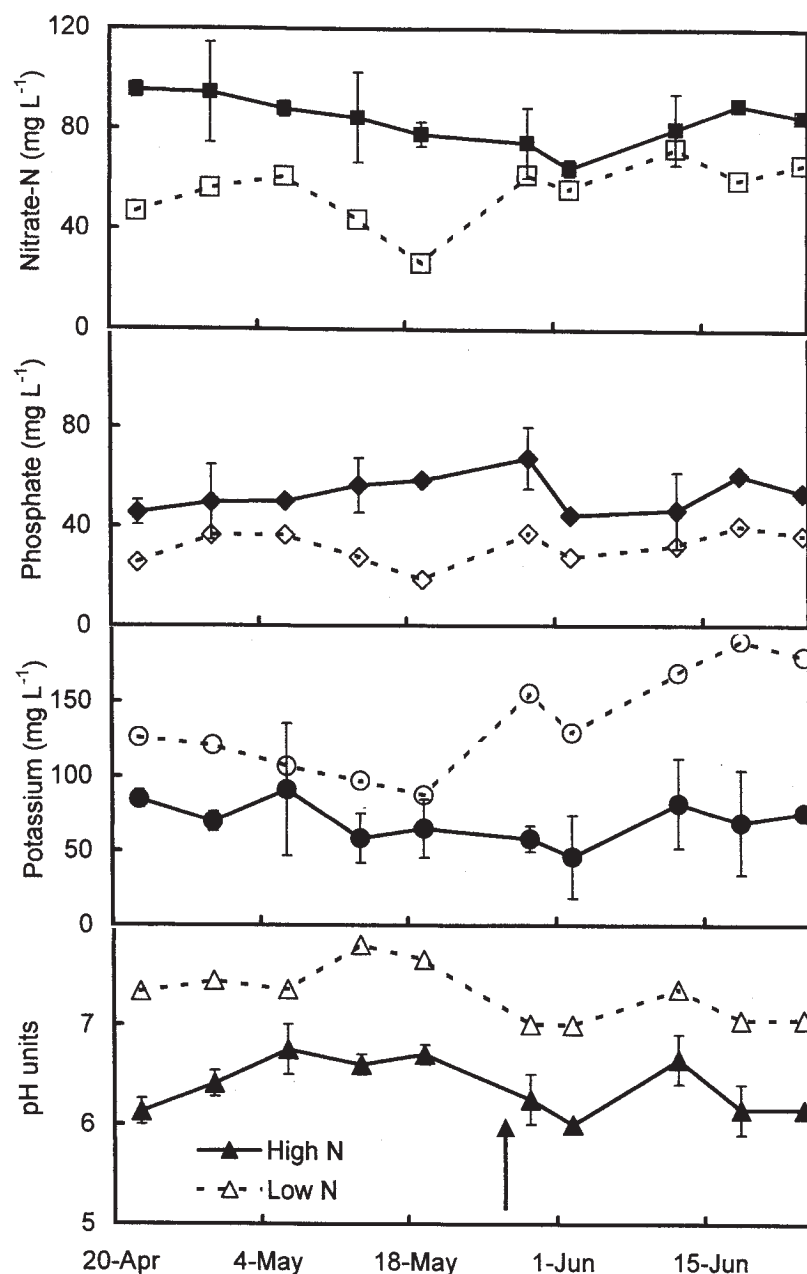 120
80
40
0
Nitrate-N (mg L-1)
80
40
0
Phosphate (mg L-1)
150
100
50
0
Potassium (mg L-1)
7
6
5
pH units
High N
Low N
20-Apr 4-May 18-May 1-Jun 15-Jun